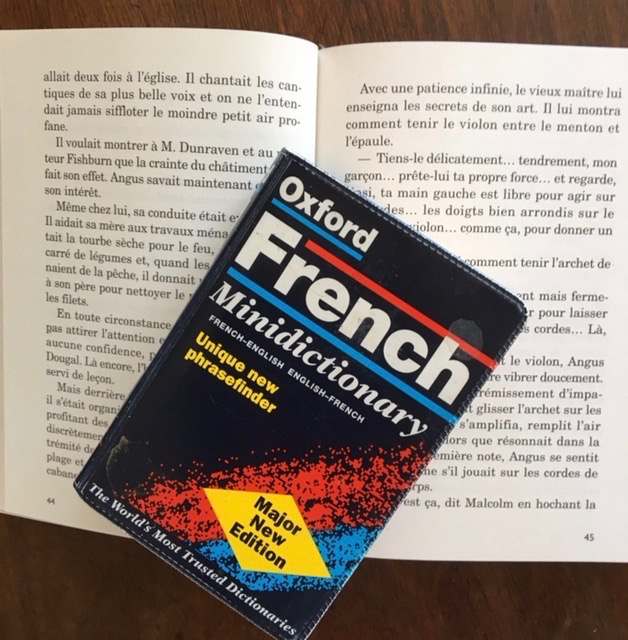 allait deux fois à l'église. Il chantait les can-
tiques de sa plus belle voix et on ne l'enten-
dait jamais siffloter le moindre petit air pro-
fane.
Il voulait montrer à M. Dunraven et au
teur Fishburn que la crainte du châtiment
fait son effet. Angus savait maintenant
son intérêt.
Même chez lui, sa conduite était
Il aidait sa mère aux travaux
tait la tourbe sèche pour le feu,
carré de légumes et, quand les
naient de la pêche, il donnait
à son père pour nettoyer le
les filets.
En toute circonstance
pas attirer l'attention
aucune confidence,
Dougal. Là encore,
servi de leçon.
Mais derrière
il s'était
profitant des
discrètement
trémité de
plage et
44
Oxford
French
Minidictionary
FRENCH-ENGLISH ENGLISH-FRENCH
Unique new
phrasefinder
Major
New
Edition
The World's Most Trusted Dictionaries
Avec une patience infinie, le vieux maître lui
enseigna les secrets de son art. Il lui montra
comment tenir le violon entre le menton et
l'épaule.
— Tiens-le délicatement... tendrement, mon
garçon... prête-lui ta propre force... et regarde,
ta main gauche est libre pour agir sur
les doigts bien arrondis sur le
comme ça, pour donner un
comment tenir l'archet de
mais ferme-
pour laisser
cordes... Là,
le violon, Angus
vibrer doucement.
d'impa-
glisser l'archet sur les
s'amplifia, remplit l'air
que résonnait dans la
note, Angus se sentit
s'il jouait sur les cordes de
ça, dit Malcolm en hochant la
45